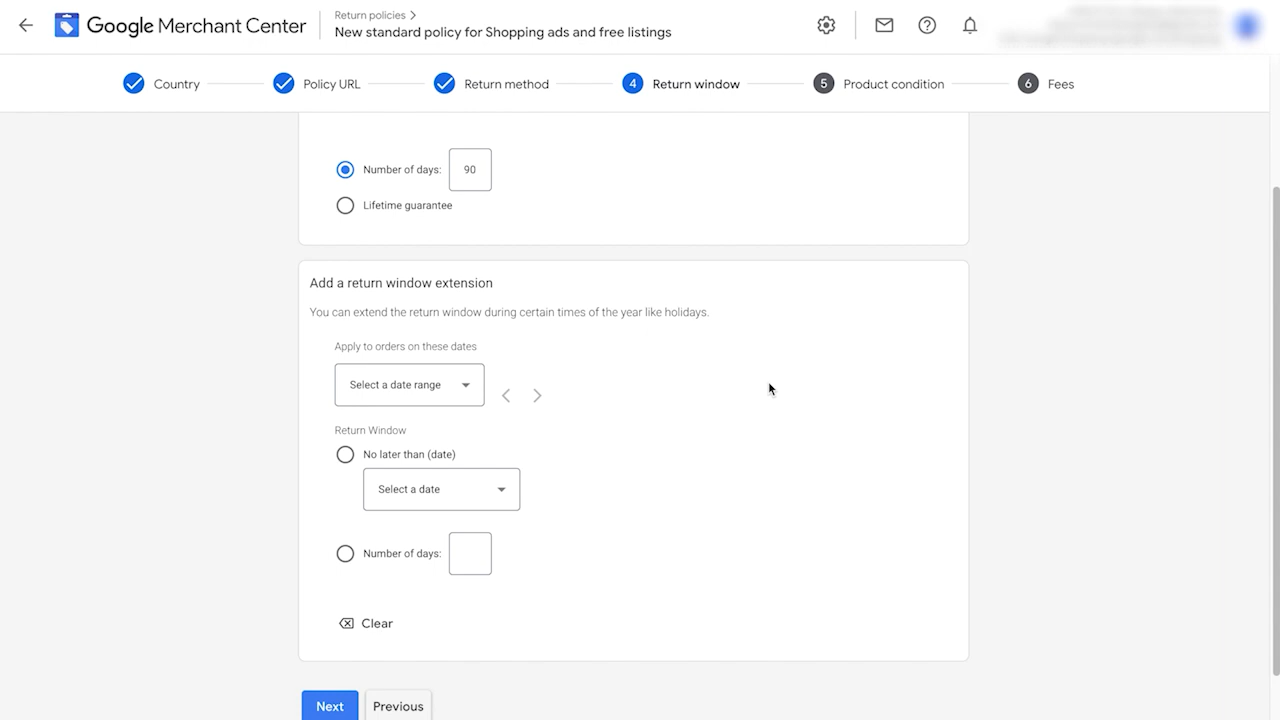 Google Merchant Center
Return policies
New standard policy for Shopping ads and free listings
Country
Policy URL
Return method
4 Return window
5 Product condition
6 Fees
Number of days: 90
Lifetime guarantee
Add a return window extension
You can extend the return window during certain times of the year like holidays.
Apply to orders on these dates
Select a date range
Return Window
No later than (date)
Select a date
Number of days:
Clear
Next
Previous